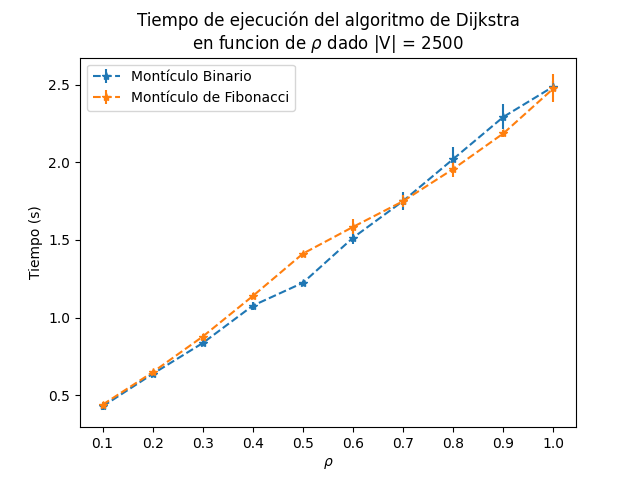 Tiempo de ejecución del algoritmo de Dijkstra
en funcion de ρ dado |V| = 2500
Montículo Binario
Montículo de Fibonacci
Tiempo (s)
2.5
2.0
1.5
1.0
0.5
0.1 0.2 0.3 0.4 0.5 0.6 0.7 0.8 0.9 1.0
ρ